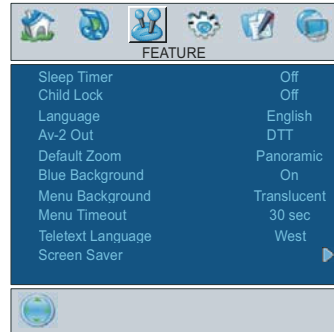 FEATURE
Sleep Timer Off
Child Lock Off
Language English
Av-2 Out DTT
Default Zoom Panoramic
Blue Background On
Menu Background Translucent
Menu Timeout 30 sec
Teletext Language West
Screen Saver